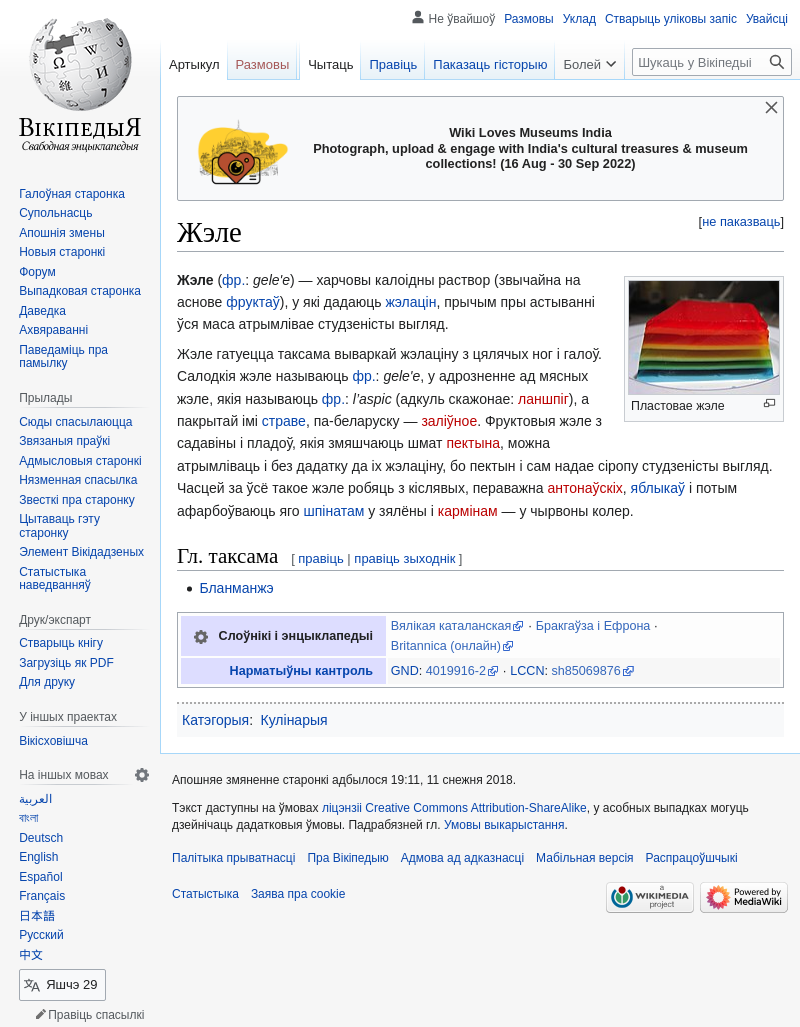 Не ўвайшоў Размовы Уклад Стварыць уліковы запіс Увайсці
Артыкул Размовы Чытаць Правіць Паказаць гісторыю Болей Шукаць у Вікіпедыі
ВікіпедыЯ
Свабодная энцыклапедыя
Галоўная старонка
Супольнасць
Апошнія змены
Новыя старонкі
Форум
Выпадковая старонка
Даведка
Ахвяраванні
Паведаміць пра
памылку
Прылады
Сюды спасылаюцца
Звязаныя праўкі
Адмысловыя старонкі
Нязменная спасылка
Звесткі пра старонку
Цытаваць гэту
старонку
Элемент Вікідадзеных
Статыстыка
наведванняў
Друк/экспарт
Стварыць кнігу
Загрузіць як PDF
Для друку
У іншых праектах
Вікісховішча
На іншых мовах
العربية
বাংলা
Deutsch
English
Español
Français
日本語
Русский
中文
Яшчэ 29
Правіць спасылкі
Wiki Loves Museums India
Photograph, upload & engage with India's cultural treasures & museum
collections! (16 Aug - 30 Sep 2022)
[не паказваць]
Жэле
Жэле (фр.: gele'e) — харчовы калоідны раствор (звычайна на
аснове фруктаў), у які дадаюць жэлацін, прычым пры астыванні
ўся маса атрымлівае студзеністы выгляд.
Жэле гатуецца таксама вываркай жэлаціну з цялячых ног і галоў.
Салодкія жэле называюць фр.: gele'e, у адрозненне ад мясных
жэле, якія называюць фр.: l'aspic (адкуль скажонае: ланшпіг), а
пакрытай імі страве, па-беларуску — заліўное. Фруктовыя жэле з
садавіны і пладоў, якія змяшчаюць шмат пектына, можна
атрымліваць і без дадатку да іх жэлаціну, бо пектын і сам надае сіропу студзеністы выгляд.
Часцей за ўсё такое жэле робяць з кіслявых, пераважна антонаўскіх, яблыкаў і потым
афарбоўваюць яго шпінатам у зялёны і кармінам — у чырвоны колер.
Пластовае жэле
Гл. таксама [ правіць | правіць зыходнік ]
Бланманжэ
Слоўнікі і энцыклапедыі
Вялікая каталанская · Бракгаўза і Ефрона ·
Britannica (онлайн)
Нарматыўны кантроль GND: 4019916-2 · LCCN: sh85069876
Катэгорыя: Кулінарыя
Апошняе змяненне старонкі адбылося 19:11, 11 снежня 2018.
Тэкст даступны на ўмовах ліцэнзіі Creative Commons Attribution-ShareAlike, у асобных выпадках могуць
дзейнічаць дадатковыя ўмовы. Падрабязней гл. Умовы выкарыстання.
Палітыка прыватнасці Пра Вікіпедыю Адмова ад адказнасці Мабільная версія Распрацоўшчыкі
Статыстыка Заява пра cookie
a
WIKIMEDIA
project
Powered by
MediaWiki